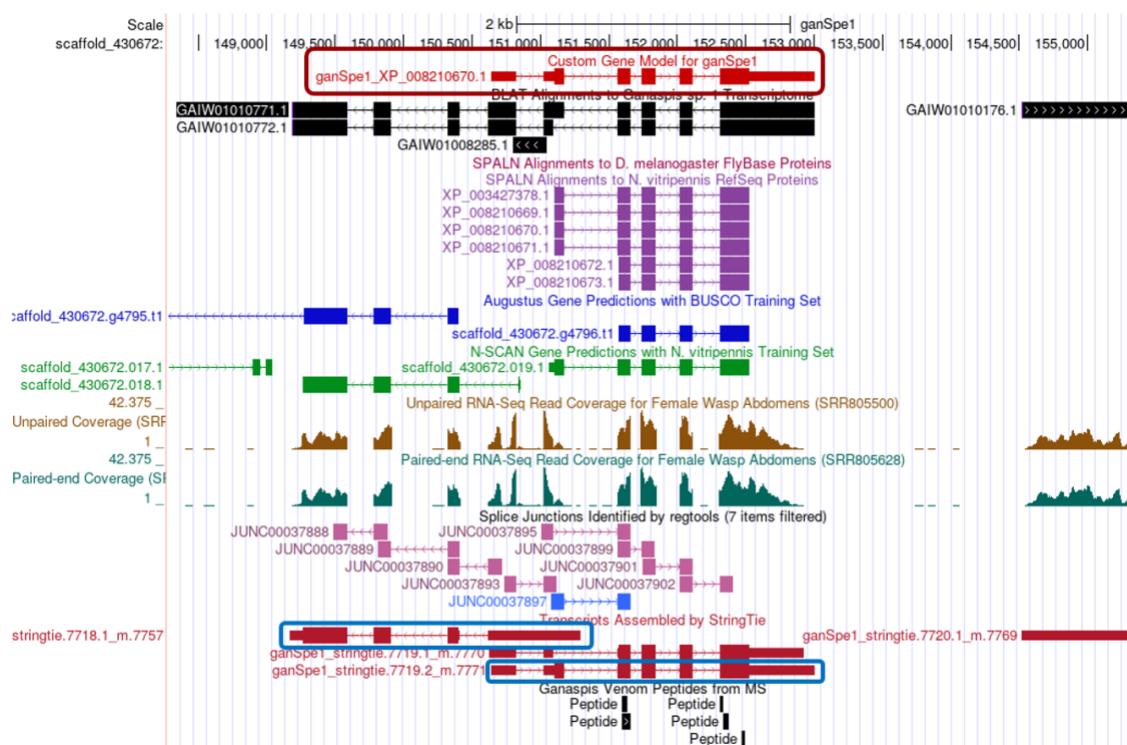 Scale 2 kb ganSpe1
scaffold_430672: 149,000 149,500 150,000 150,500 151,000 151,500 152,000 152,500 153,000 153,500 154,000 154,500 155,000
Custom Gene Model for ganSpe1
ganSpe1_XP_008210670.1
BLAT Alignments to Ganaspis sp. 1 Transcriptome
GAIW01010771.1 GAIW01010176.1
GAIW01010772.1
GAIW01008285.1
SPALN Alignments to D. melanogaster FlyBase Proteins
SPALN Alignments to N. vitripennis RefSeq Proteins
XP_003427378.1
XP_008210669.1
XP_008210670.1
XP_008210671.1
XP_008210672.1
XP_008210673.1
Augustus Gene Predictions with BUSCO Training Set
caffold_430672.g4795.t1
scaffold_430672.g4796.t1
N-SCAN Gene Predictions with N. vitripennis Training Set
scaffold_430672.017.1 scaffold_430672.019.1
scaffold_430672.018.1
42.375 _ Unpaired RNA-Seq Read Coverage for Female Wasp Abdomens (SRR805500)
Unpaired Coverage (SRF
1 _
42.375 _ Paired-end RNA-Seq Read Coverage for Female Wasp Abdomens (SRR805628)
Paired-end Coverage (SI
1 _
Splice Junctions Identified by regtools (7 items filtered)
JUNC00037888 JUNC00037895
JUNC00037889 JUNC00037899
JUNC00037890 JUNC00037901
JUNC00037893 JUNC00037902
JUNC00037897
Transcripts Assembled by StringTie
stringtie.7718.1_m.7757 ganSpe1_stringtie.7720.1_m.7769
ganSpe1_stringtie.7719.1_m.7770
ganSpe1_stringtie.7719.2_m.7771
Ganaspis Venom Peptides from MS
Peptide Peptide
Peptide Peptide
Peptide